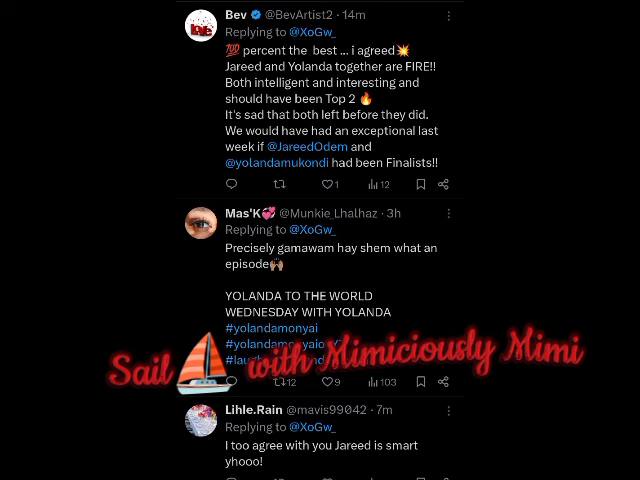 Bev @BevArtist2 · 14m
Replying to @XoGw_
💯 percent the best ... i agreed💥
Jareed and Yolanda together are FIRE!!
Both intelligent and interesting and
should have been Top 2 🔥
It's sad that both left before they did.
We would have had an exceptional last
week if @JareedOdem and
@yolandamukondi had been Finalists!!
1 12
Mas'K💞 @Munkie_Lhalhaz · 3h
Replying to @XoGw_
Precisely gamawam hay shem what an
episode🙌🏽
YOLANDA TO THE WORLD
WEDNESDAY WITH YOLANDA
#yolandamonyai
Sail ⛵ with Mimiciously Mimi
12 9 103
Lihle.Rain @mavis99042 · 7m
Replying to @XoGw_
I too agree with you Jareed is smart
yhooo!